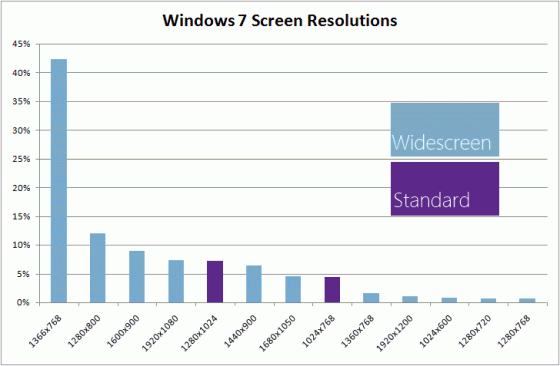 Windows 7 Screen Resolutions
45%
40%
35%
30%
25%
20%
15%
10%
5%
0%
Widescreen
Standard
1366x768
1280x800
1600x900
1920x1080
1280x1024
1440x900
1680x1050
1024x768
1360x768
1920x1200
1024x600
1280x720
1280x768